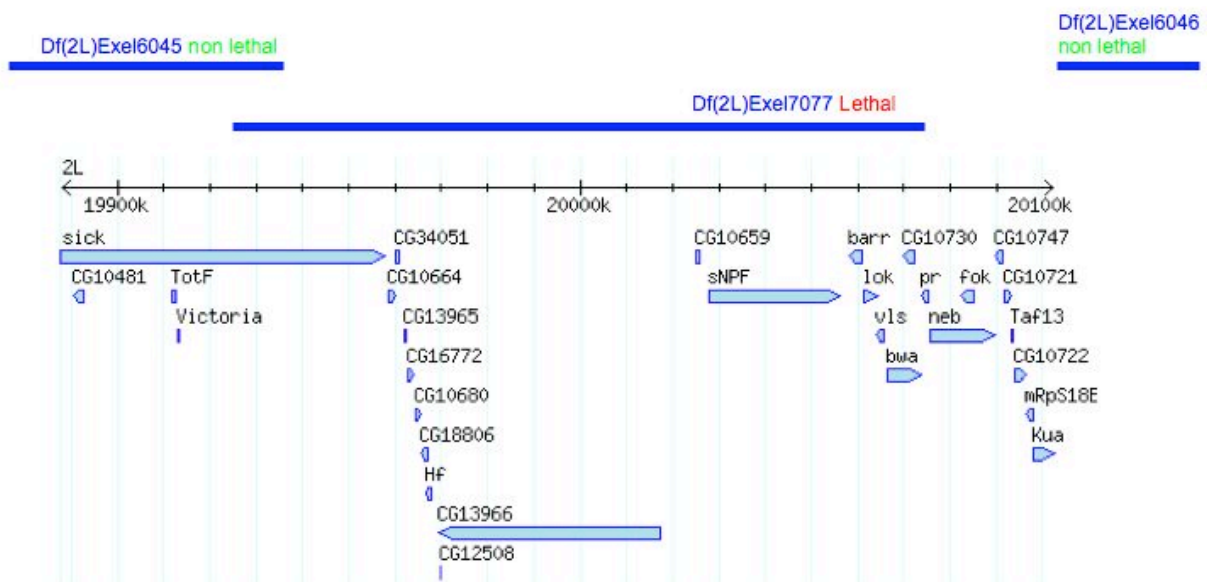 Df(2L)Exel6045 non lethal
Df(2L)Exel6046
non lethal
Df(2L)Exel7077 Lethal
2L
19900k 20000k 20100k
sick CG34051 CG10659 barr CG10730 CG10747
CG10481 TotF CG10664 sNPF lok pr fok CG10721
Victoria CG13965 vls neb Taf13
CG16772 bwa CG10722
CG10680 mRpS18E
CG18806 Kua
Hf
CG13966
CG12508